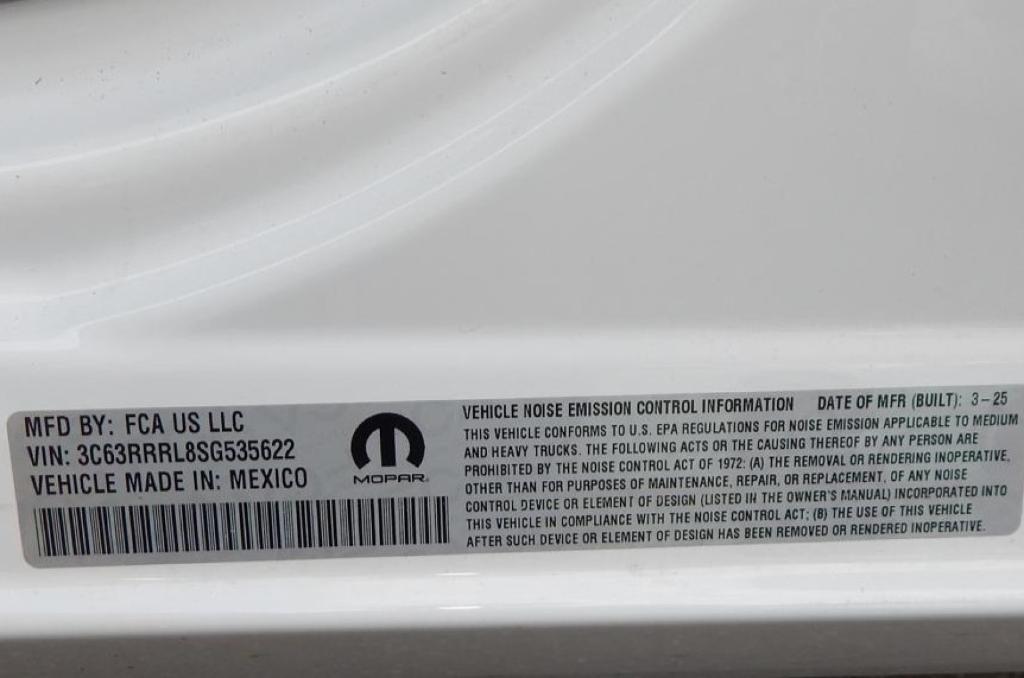 MFD BY: FCA US LLC
VIN: 3C63RRRL8SG535622
VEHICLE MADE IN: MEXICO
MOPAR
VEHICLE NOISE EMISSION CONTROL INFORMATION DATE OF MFR (BUILT): 3-25
THIS VEHICLE CONFORMS TO U.S. EPA REGULATIONS FOR NOISE EMISSION APPLICABLE TO MEDIUM
AND HEAVY TRUCKS. THE FOLLOWING ACTS OR THE CAUSING THEREOF BY ANY PERSON ARE
PROHIBITED BY THE NOISE CONTROL ACT OF 1972: (A) THE REMOVAL OR RENDERING INOPERATIVE,
OTHER THAN FOR PURPOSES OF MAINTENANCE, REPAIR, OR REPLACEMENT, OF ANY NOISE
CONTROL DEVICE OR ELEMENT OF DESIGN (LISTED IN THE OWNER'S MANUAL) INCORPORATED INTO
THIS VEHICLE IN COMPLIANCE WITH THE NOISE CONTROL ACT; (B) THE USE OF THIS VEHICLE
AFTER SUCH DEVICE OR ELEMENT OF DESIGN HAS BEEN REMOVED OR RENDERED INOPERATIVE.